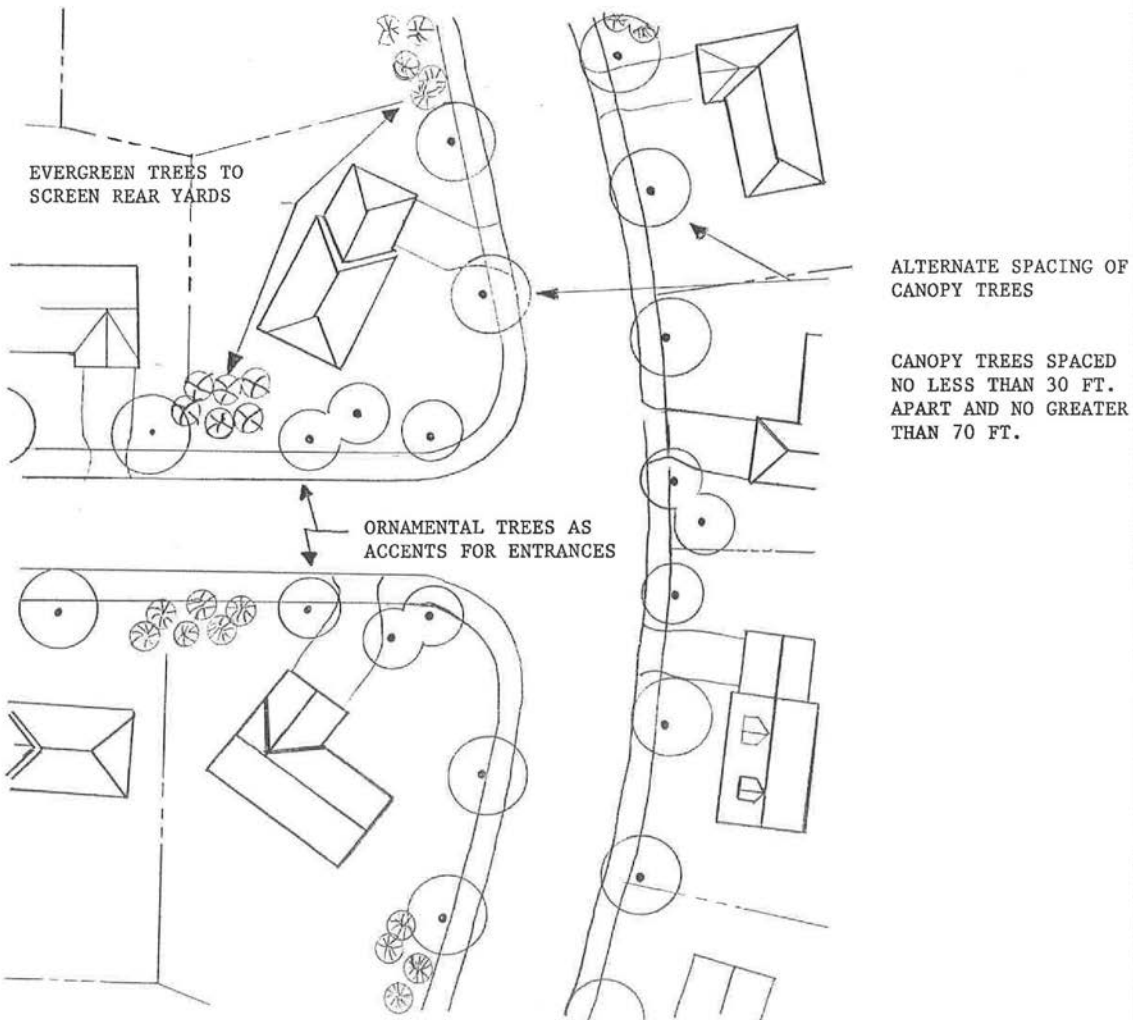 EVERGREEN TREES TO
SCREEN REAR YARDS
ALTERNATE SPACING OF
CANOPY TREES
CANOPY TREES SPACED
NO LESS THAN 30 FT.
APART AND NO GREATER
THAN 70 FT.
ORNAMENTAL TREES AS
ACCENTS FOR ENTRANCES